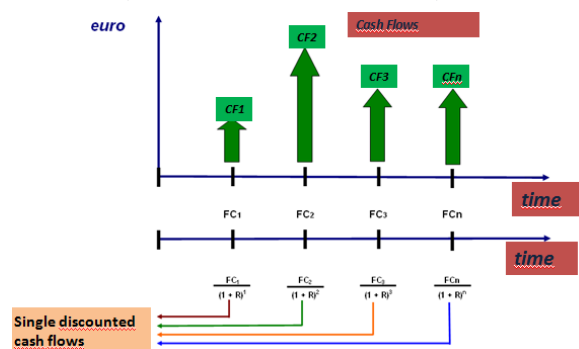 euro
Cash Flows
CF2
CF3
CFn
CF1
time
FC1 FC2 FC3 FCn
time
FC1 FC2 FC3 FCn
(1 + R)1 (1 + R)2 (1 + R)3 (1 + R)n
Single discounted
cash flows